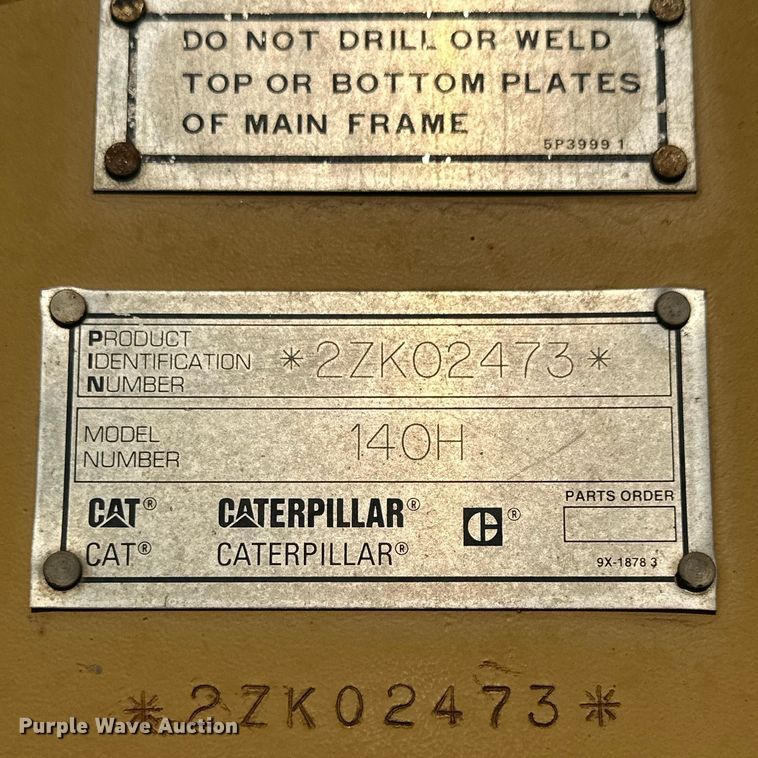 DO NOT DRILL OR WELD
TOP OR BOTTOM PLATES
OF MAIN FRAME
5P3999 1
PRODUCT
IDENTIFICATION
NUMBER
*2ZK02473*
MODEL
NUMBER
140H
CAT® CATERPILLAR® C ®
CAT® CATERPILLAR®
PARTS ORDER
9X-1878 3
*2ZK02473*
Purple Wave Auction